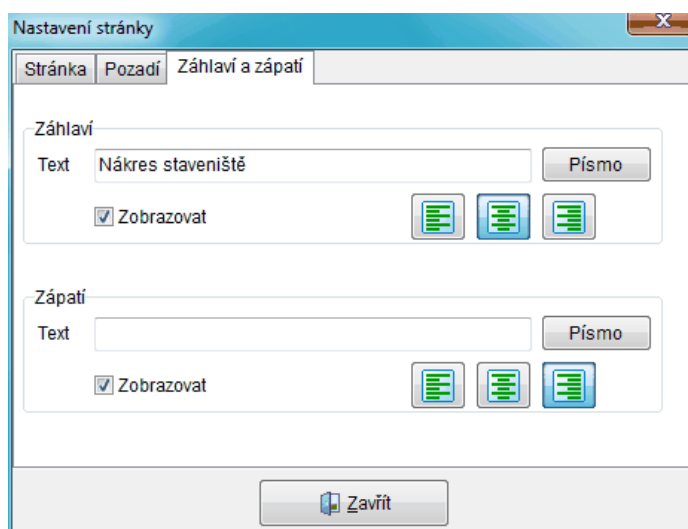 Nastavení stránky
Stránka Pozadí Záhlaví a zápatí
Záhlaví
Text Nákres staveniště Písmo
Zobrazovat
Zápatí
Text Písmo
Zobrazovat
Zavřít